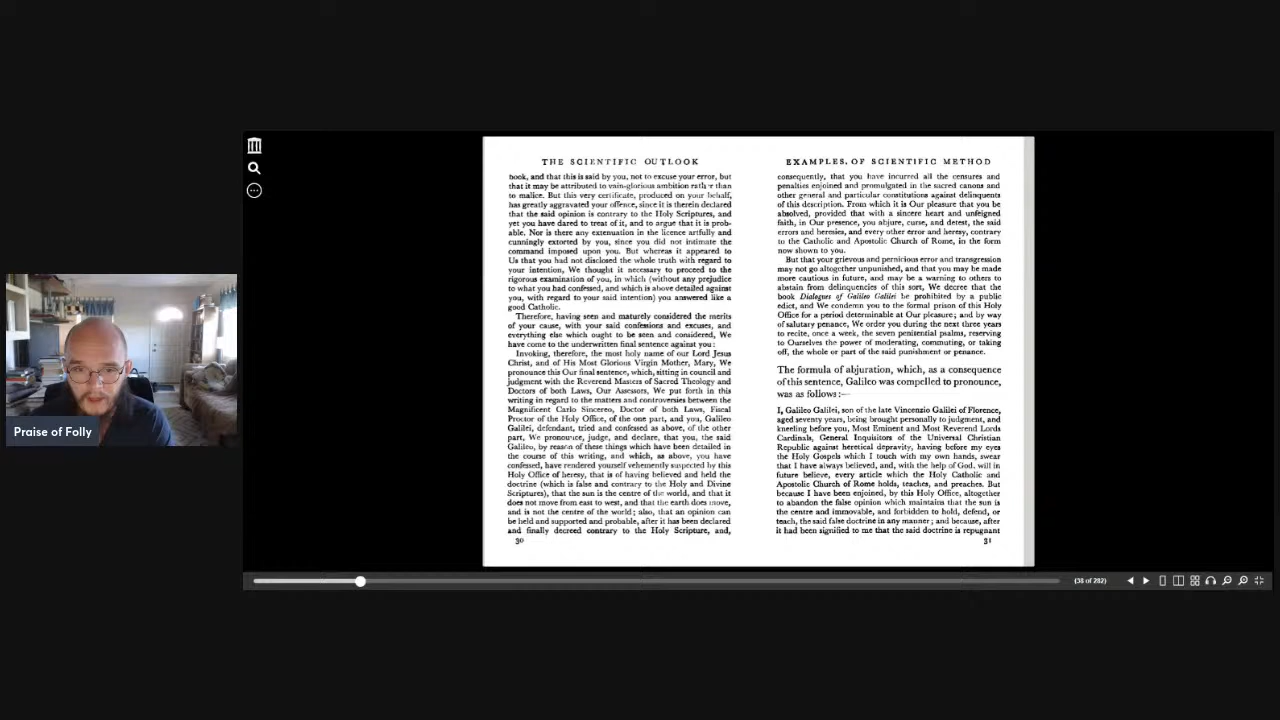 THE SCIENTIFIC OUTLOOK
book, and that this is said by you, not to excuse your error, but
that it may be attributed to vain-glorious ambition rather than
to malice. But this very certificate, produced on your behalf,
has greatly aggravated your offence, since it is therein declared
that the said opinion is contrary to the Holy Scriptures, and
yet you have dared to treat of it, and to argue that it is prob-
able. Nor is there any extenuation in the licence artfully and
cunningly extorted by you, since you did not intimate the
command imposed upon you. But whereas it appeared to
Us that you had not disclosed the whole truth with regard to
your intention, We thought it necessary to proceed to the
rigorous examination of you, in which (without any prejudice
to what you had confessed, and which is above detailed against
you, with regard to your said intention) you answered like a
good Catholic.
Therefore, having seen and maturely considered the merits
of your cause, with your said confessions and excuses, and
everything else which ought to be seen and considered, We
have come to the underwritten final sentence against you:
Invoking, therefore, the most holy name of our Lord Jesus
Christ, and of His Most Glorious Virgin Mother, Mary, We
pronounce this Our final sentence, which, sitting in council and
judgment with the Reverend Masters of Sacred Theology and
Doctors of both Laws, Our Assessors, We put forth in this
writing in regard to the matters and controversies between the
Magnificent Carlo Sincereo, Doctor of both Laws, Fiscal
Proctor of the Holy Office, of the one part, and you, Galileo
Galilei, defendant, tried and confessed as above, of the other
part, We pronounce, judge, and declare, that you, the said
Galileo, by reason of these things which have been detailed in
the course of this writing, and which, as above, you have
confessed, have rendered yourself vehemently suspected by this
Holy Office of heresy, that is of having believed and held the
doctrine (which is false and contrary to the Holy and Divine
Scriptures), that the sun is the centre of the world, and that it
does not move from east to west, and that the earth does move,
and is not the centre of the world; also, that an opinion can
be held and supported and probable, after it has been declared
and finally decreed contrary to the Holy Scripture, and,
30
EXAMPLES. OF SCIENTIFIC METHOD
consequently, that you have incurred all the censures and
penalties enjoined and promulgated in the sacred canons and
other general and particular constitutions against delinquents
of this description. From which it is Our pleasure that you be
absolved, provided that with a sincere heart and unfeigned
faith, in Our presence, you abjure, curse, and detest, the said
errors and heresies, and every other error and heresy, contrary
to the Catholic and Apostolic Church of Rome, in the form
now shown to you.
But that your grievous and pernicious error and transgression
may not go altogether unpunished, and that you may be made
more cautious in future, and may be a warning to others to
abstain from delinquencies of this sort, We decree that the
book Dialogues of Galileo Galilei be prohibited by a public
edict, and We condemn you to the formal prison of this Holy
Office for a period determinable at Our pleasure; and by way
of salutary penance, We order you during the next three years
to recite, once a week, the seven penitential psalms, reserving
to Ourselves the power of moderating, commuting, or taking
off, the whole or part of the said punishment or penance.
The formula of abjuration, which, as a consequence
of this sentence, Galileo was compelled to pronounce,
was as follows:—
I, Galileo Galilei, son of the late Vincenzio Galilei of Florence,
aged seventy years, being brought personally to judgment, and
kneeling before you, Most Eminent and Most Reverend Lords
Cardinals, General Inquisitors of the Universal Christian
Republic against heretical depravity, having before my eyes
the Holy Gospels which I touch with my own hands, swear
that I have always believed, and, with the help of God, will in
future believe, every article which the Holy Catholic and
Apostolic Church of Rome holds, teaches, and preaches. But
because I have been enjoined, by this Holy Office, altogether
to abandon the false opinion which maintains that the sun is
the centre and immovable, and forbidden to hold, defend, or
teach, the said false doctrine in any manner; and because, after
it had been signified to me that the said doctrine is repugnant
31
Praise of Folly
(38 of 282)